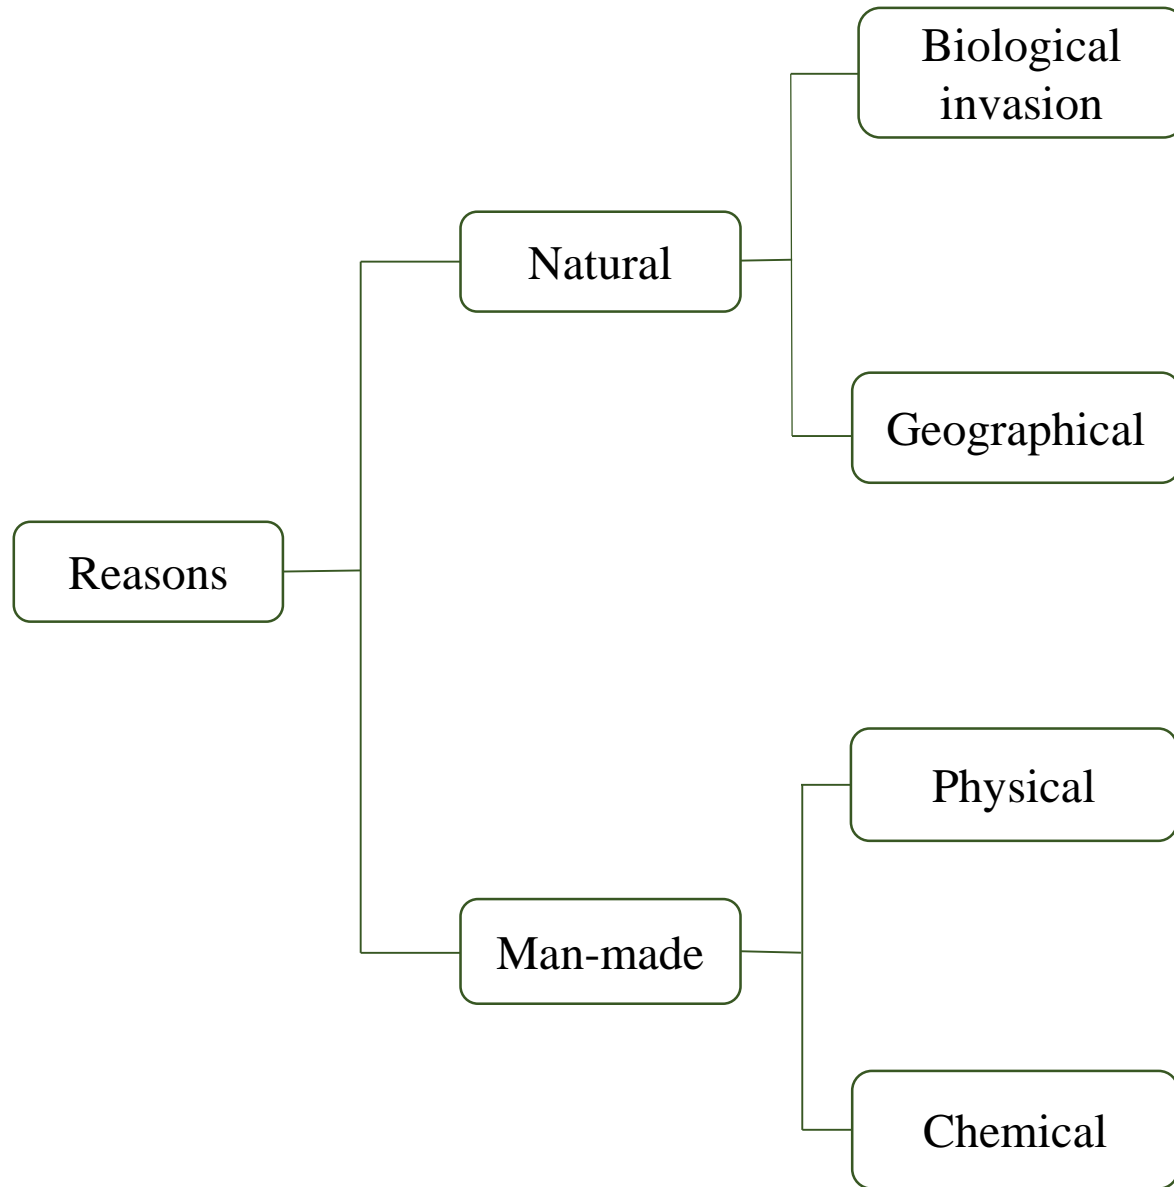 Biological
invasion
Natural
Geographical
Reasons
Physical
Man-made
Chemical